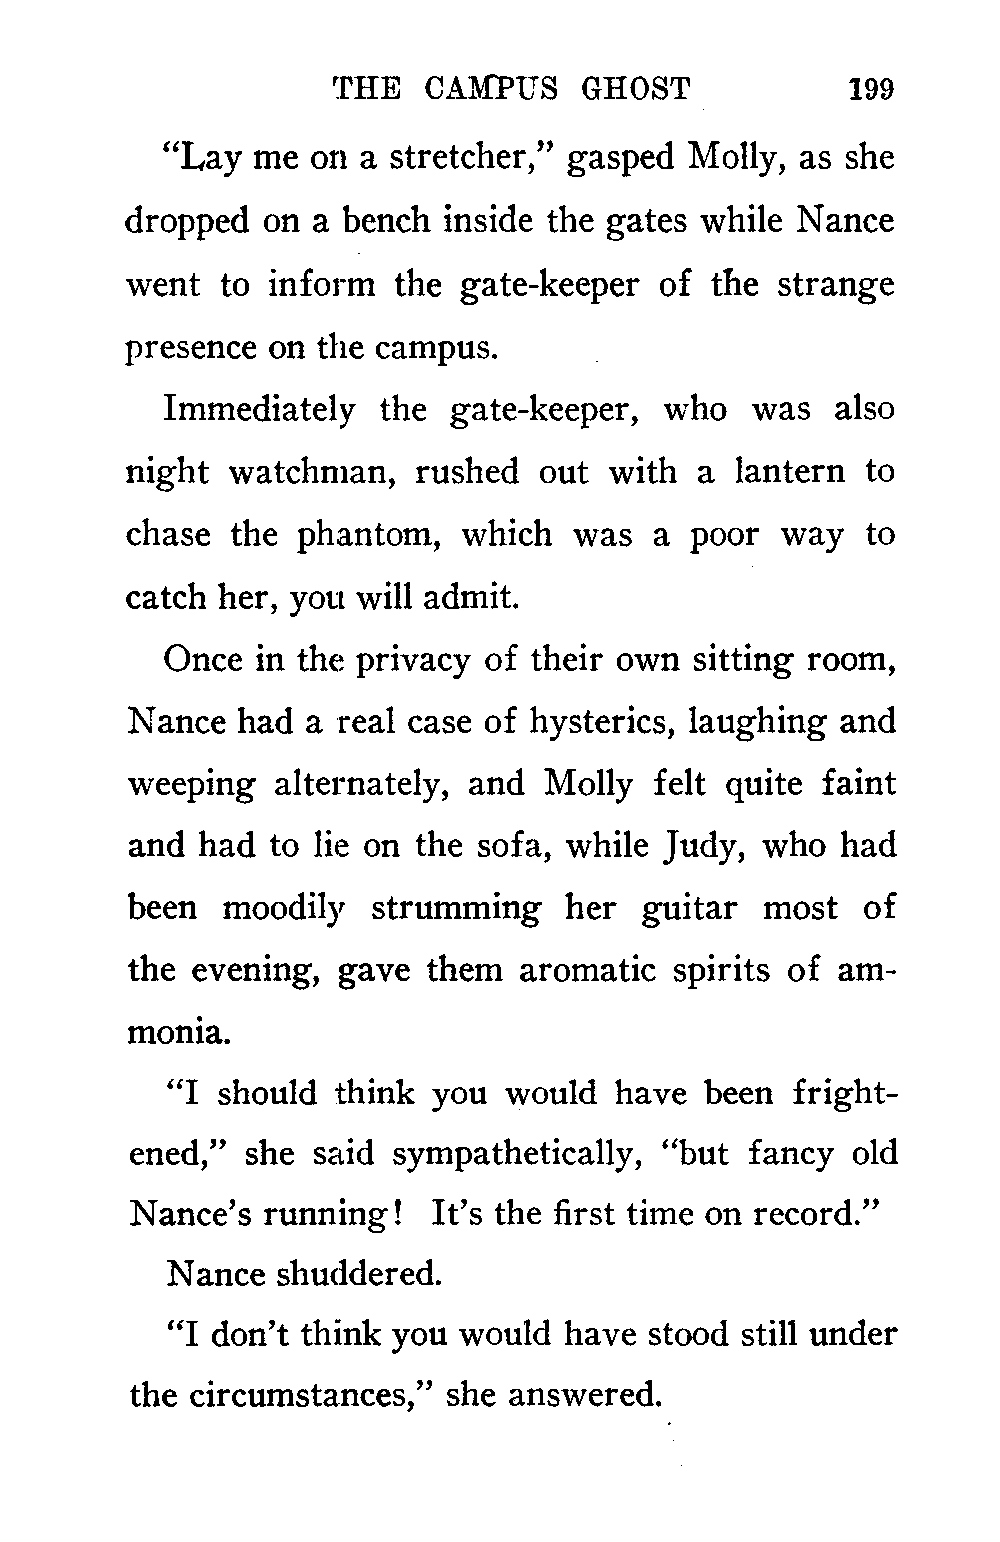 THE CAMPUS GHOST 199
“Lay me on a stretcher,” gasped Molly, as she
dropped on a bench inside the gates while Nance
went to inform the gate-keeper of the strange
presence on the campus.
Immediately the gate-keeper, who was also
night watchman, rushed out with a lantern to
chase the phantom, which was a poor way to
catch her, you will admit.
Once in the privacy of their own sitting room,
Nance had a real case of hysterics, laughing and
weeping alternately, and Molly felt quite faint
and had to lie on the sofa, while Judy, who had
been moodily strumming her guitar most of
the evening, gave them aromatic spirits of am-
monia.
“I should think you would have been fright-
ened,” she said sympathetically, “but fancy old
Nance’s running! It’s the first time on record.”
Nance shuddered.
“I don’t think you would have stood still under
the circumstances,” she answered.